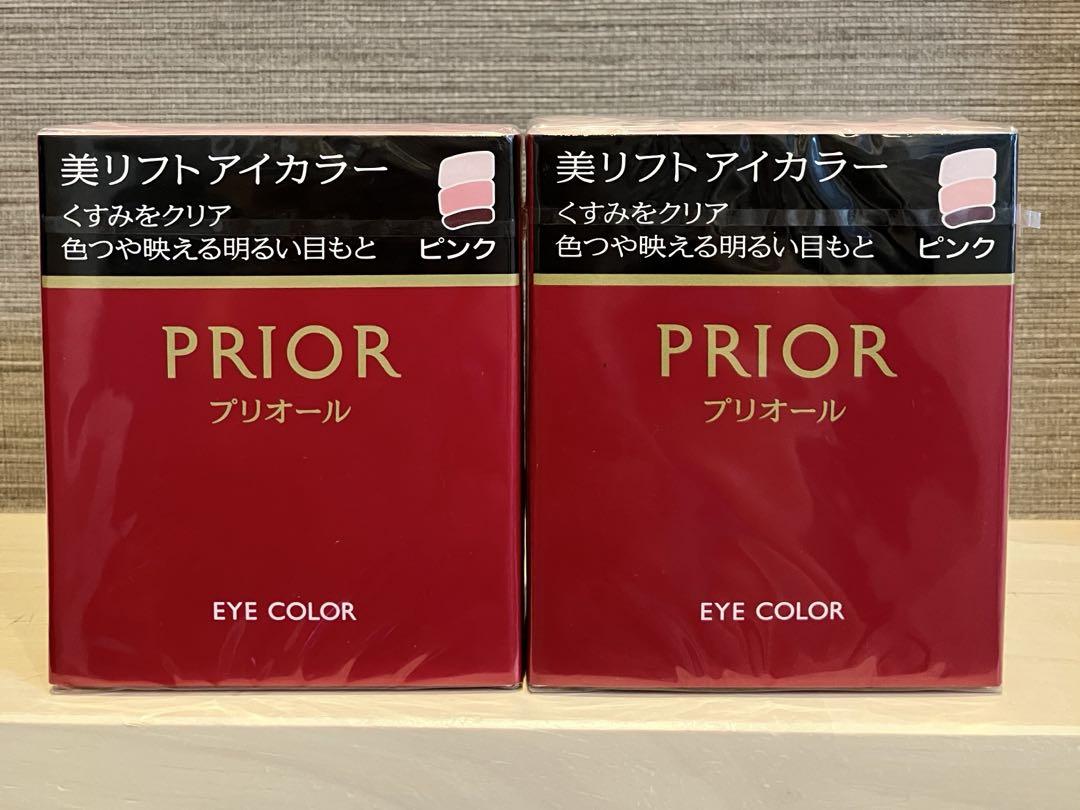 美リフトアイカラー
くすみをクリア
色つや映える明るい目もと
ピンク
PRIOR
プリオール
EYE COLOR
美リフトアイカラー
くすみをクリア
色つや映える明るい目もと
ピンク
PRIOR
プリオール
EYE COLOR